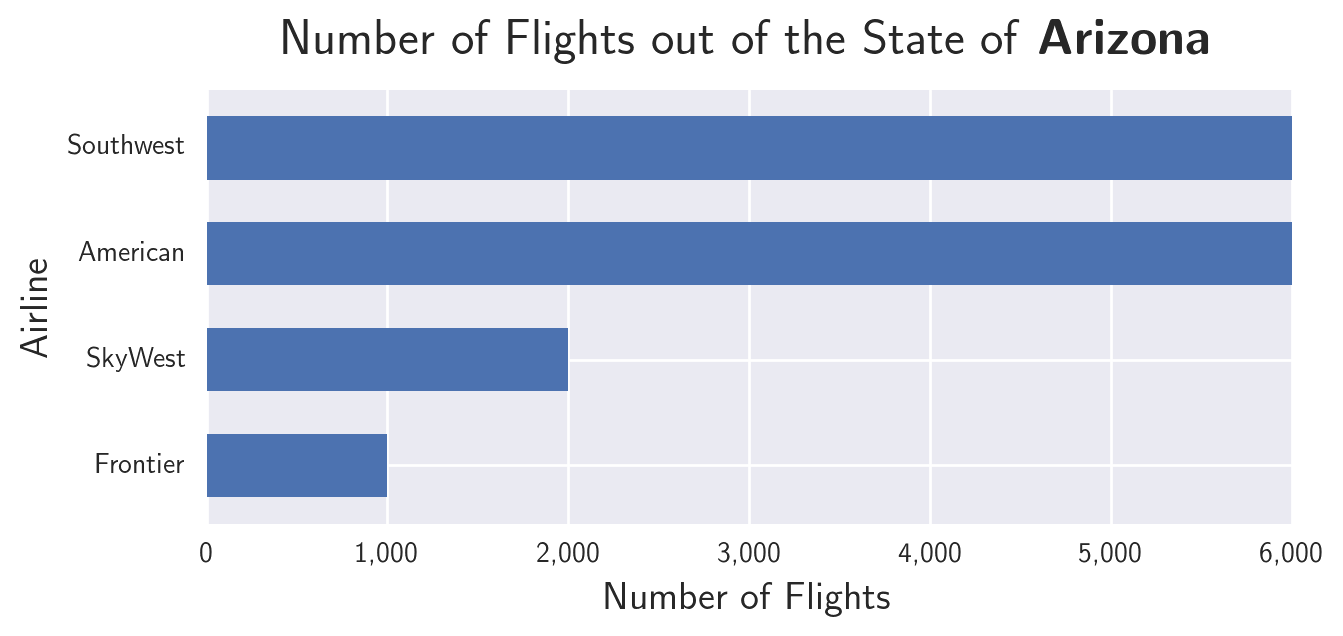 Number of Flights out of the State of Arizona
Southwest
American
SkyWest
Frontier
Airline
0 1,000 2,000 3,000 4,000 5,000 6,000
Number of Flights